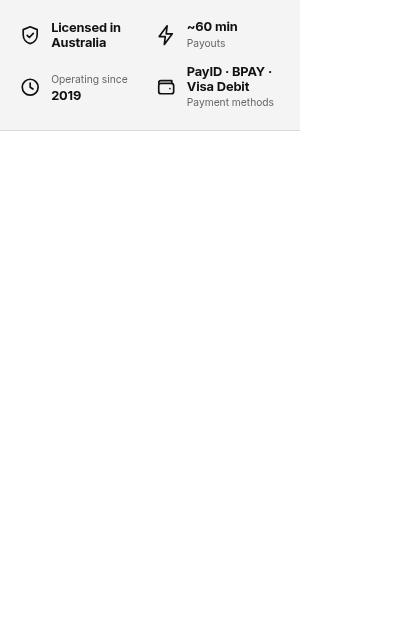 Licensed in
Australia
~60 min
Payouts
Operating since
2019
PayID · BPAY ·
Visa Debit
Payment methods